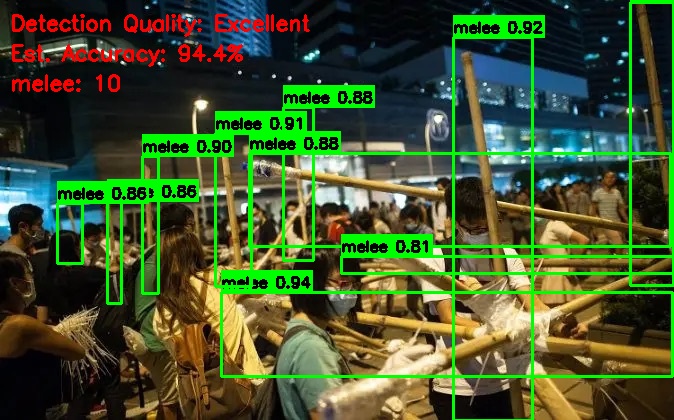 Detection Quality: Excellent
Est. Accuracy: 94.4%
melee: 10
melee 0.92
melee 0.88
melee 0.91
melee 0.88
melee 0.90
melee 0.86
0.86
melee 0.81
melee 0.94